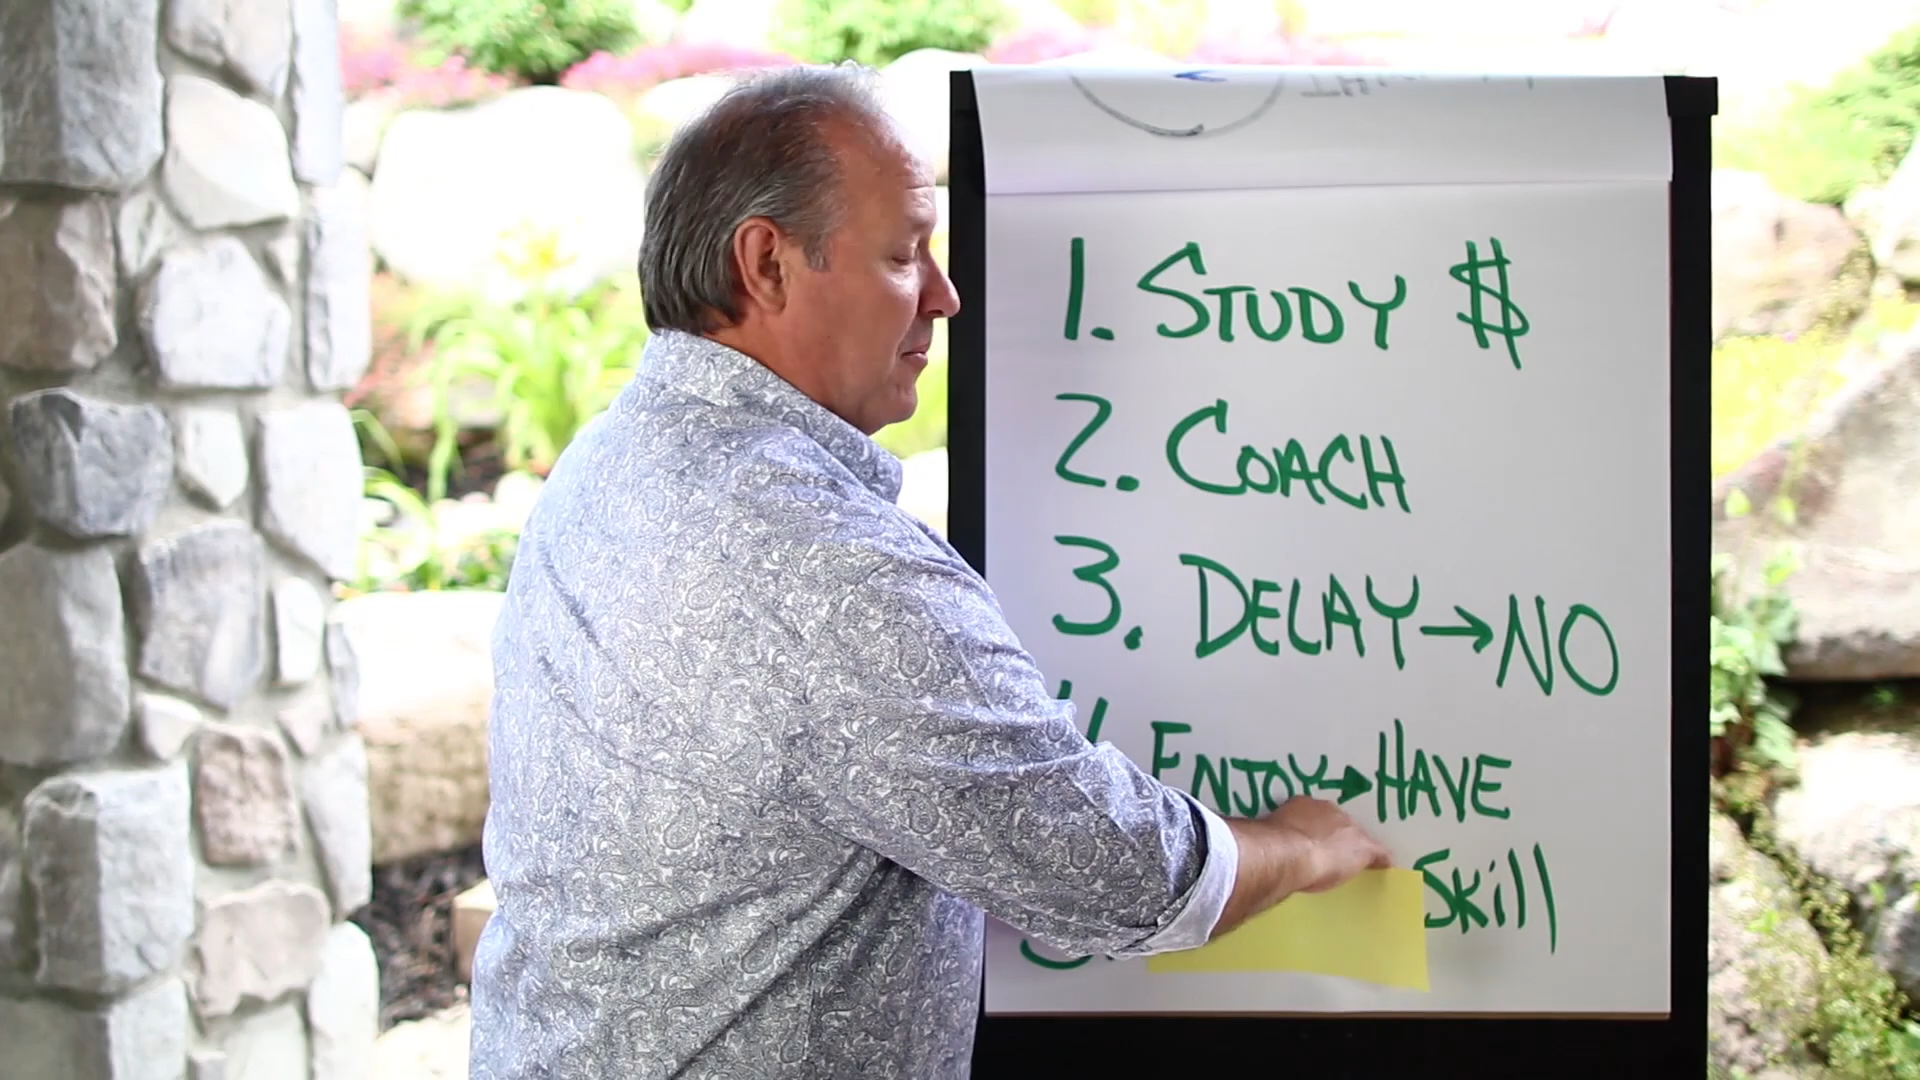 1. STUDY $
2. COACH
3. DELAY → NO
ENJOY → HAVE
Skill